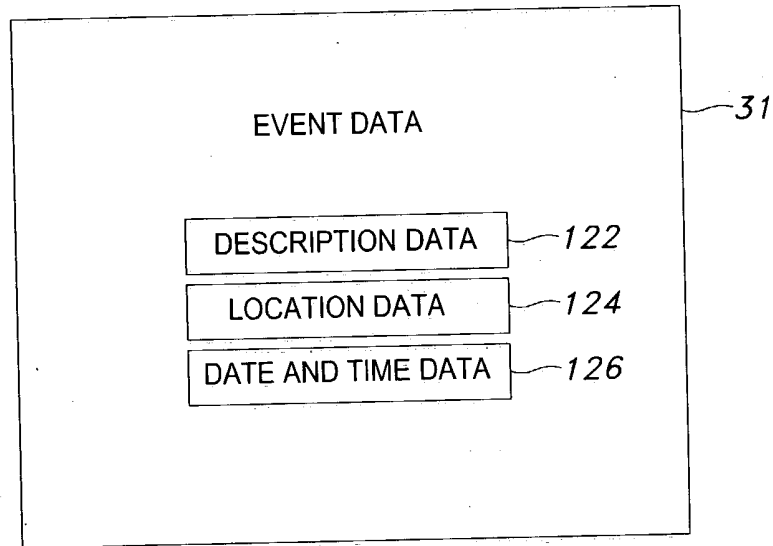 EVENT DATA
31
DESCRIPTION DATA 122
LOCATION DATA 124
DATE AND TIME DATA 126